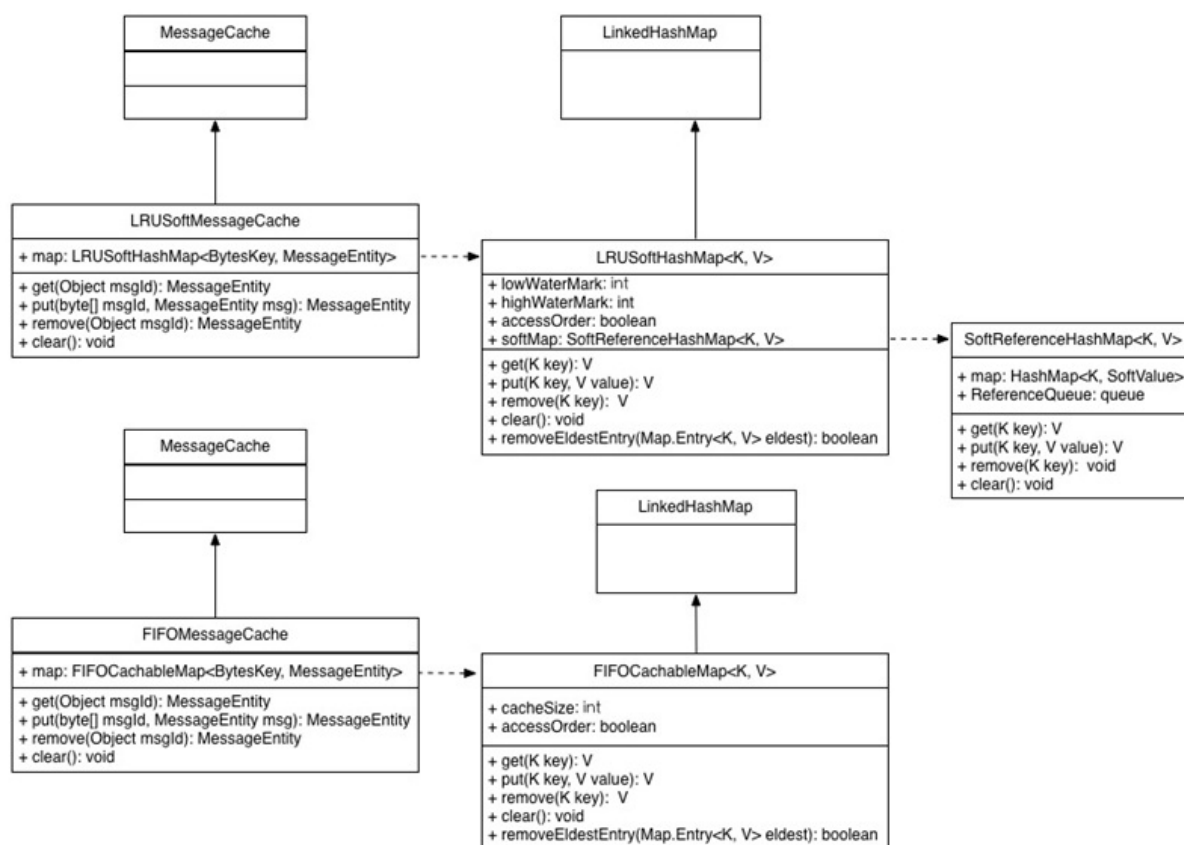 MessageCache
LinkedHashMap
LRUSoftMessageCache
+ map: LRUSoftHashMap<BytesKey, MessageEntity>
+ get(Object msgId): MessageEntity
+ put(byte[] msgId, MessageEntity msg): MessageEntity
+ remove(Object msgId): MessageEntity
+ clear(): void
LRUSoftHashMap<K, V>
+ lowWaterMark: int
+ highWaterMark: int
+ accessOrder: boolean
+ softMap: SoftReferenceHashMap<K, V>
+ get(K key): V
+ put(K key, V value): V
+ remove(K key):  V
+ clear(): void
+ removeEldestEntry(Map.Entry<K, V> eldest): boolean
SoftReferenceHashMap<K, V>
+ map: HashMap<K, SoftValue>
+ ReferenceQueue: queue
+ get(K key): V
+ put(K key, V value): V
+ remove(K key):  void
+ clear(): void
MessageCache
LinkedHashMap
FIFOMessageCache
+ map: FIFOCachableMap<BytesKey, MessageEntity>
+ get(Object msgId): MessageEntity
+ put(byte[] msgId, MessageEntity msg): MessageEntity
+ remove(Object msgId): MessageEntity
+ clear(): void
FIFOCachableMap<K, V>
+ cacheSize: int
+ accessOrder: boolean
+ get(K key): V
+ put(K key, V value): V
+ remove(K key):  V
+ clear(): void
+ removeEldestEntry(Map.Entry<K, V> eldest): boolean